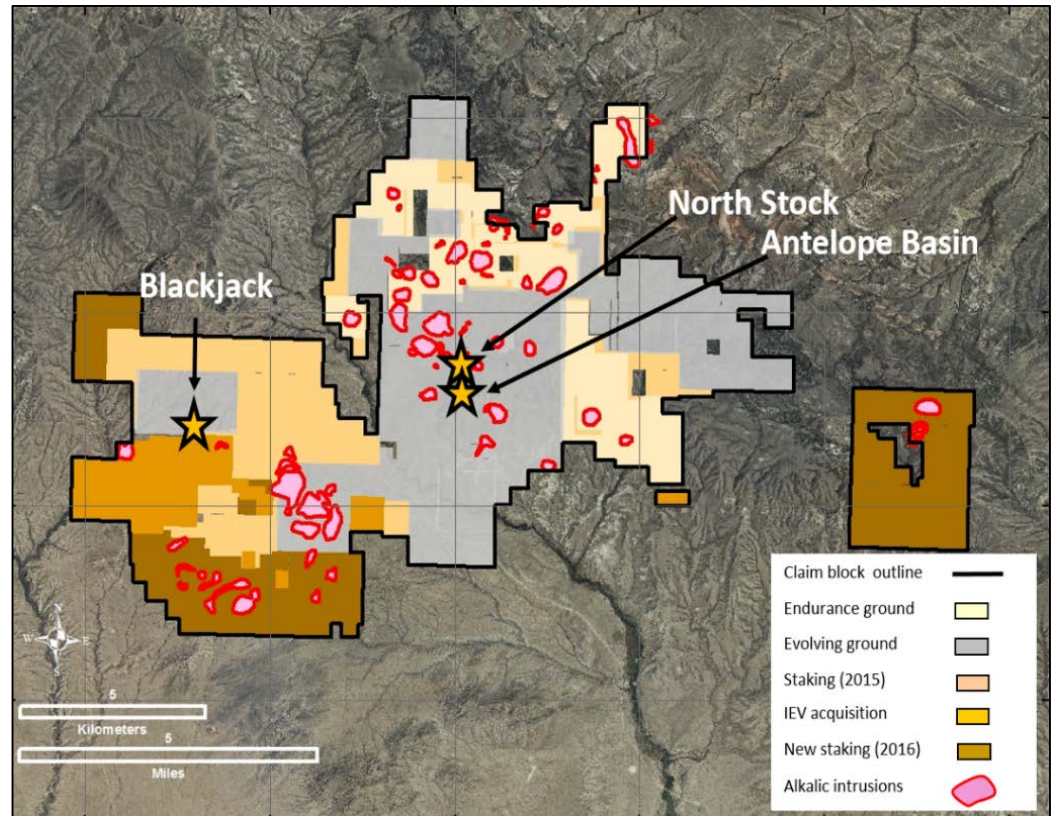 North Stock
Antelope Basin
Blackjack
Claim block outline
Endurance ground
Evolving ground
Staking (2015)
IEV acquisition
New staking (2016)
Alkalic intrusions
N
W
E
5
Kilometers
5
Miles